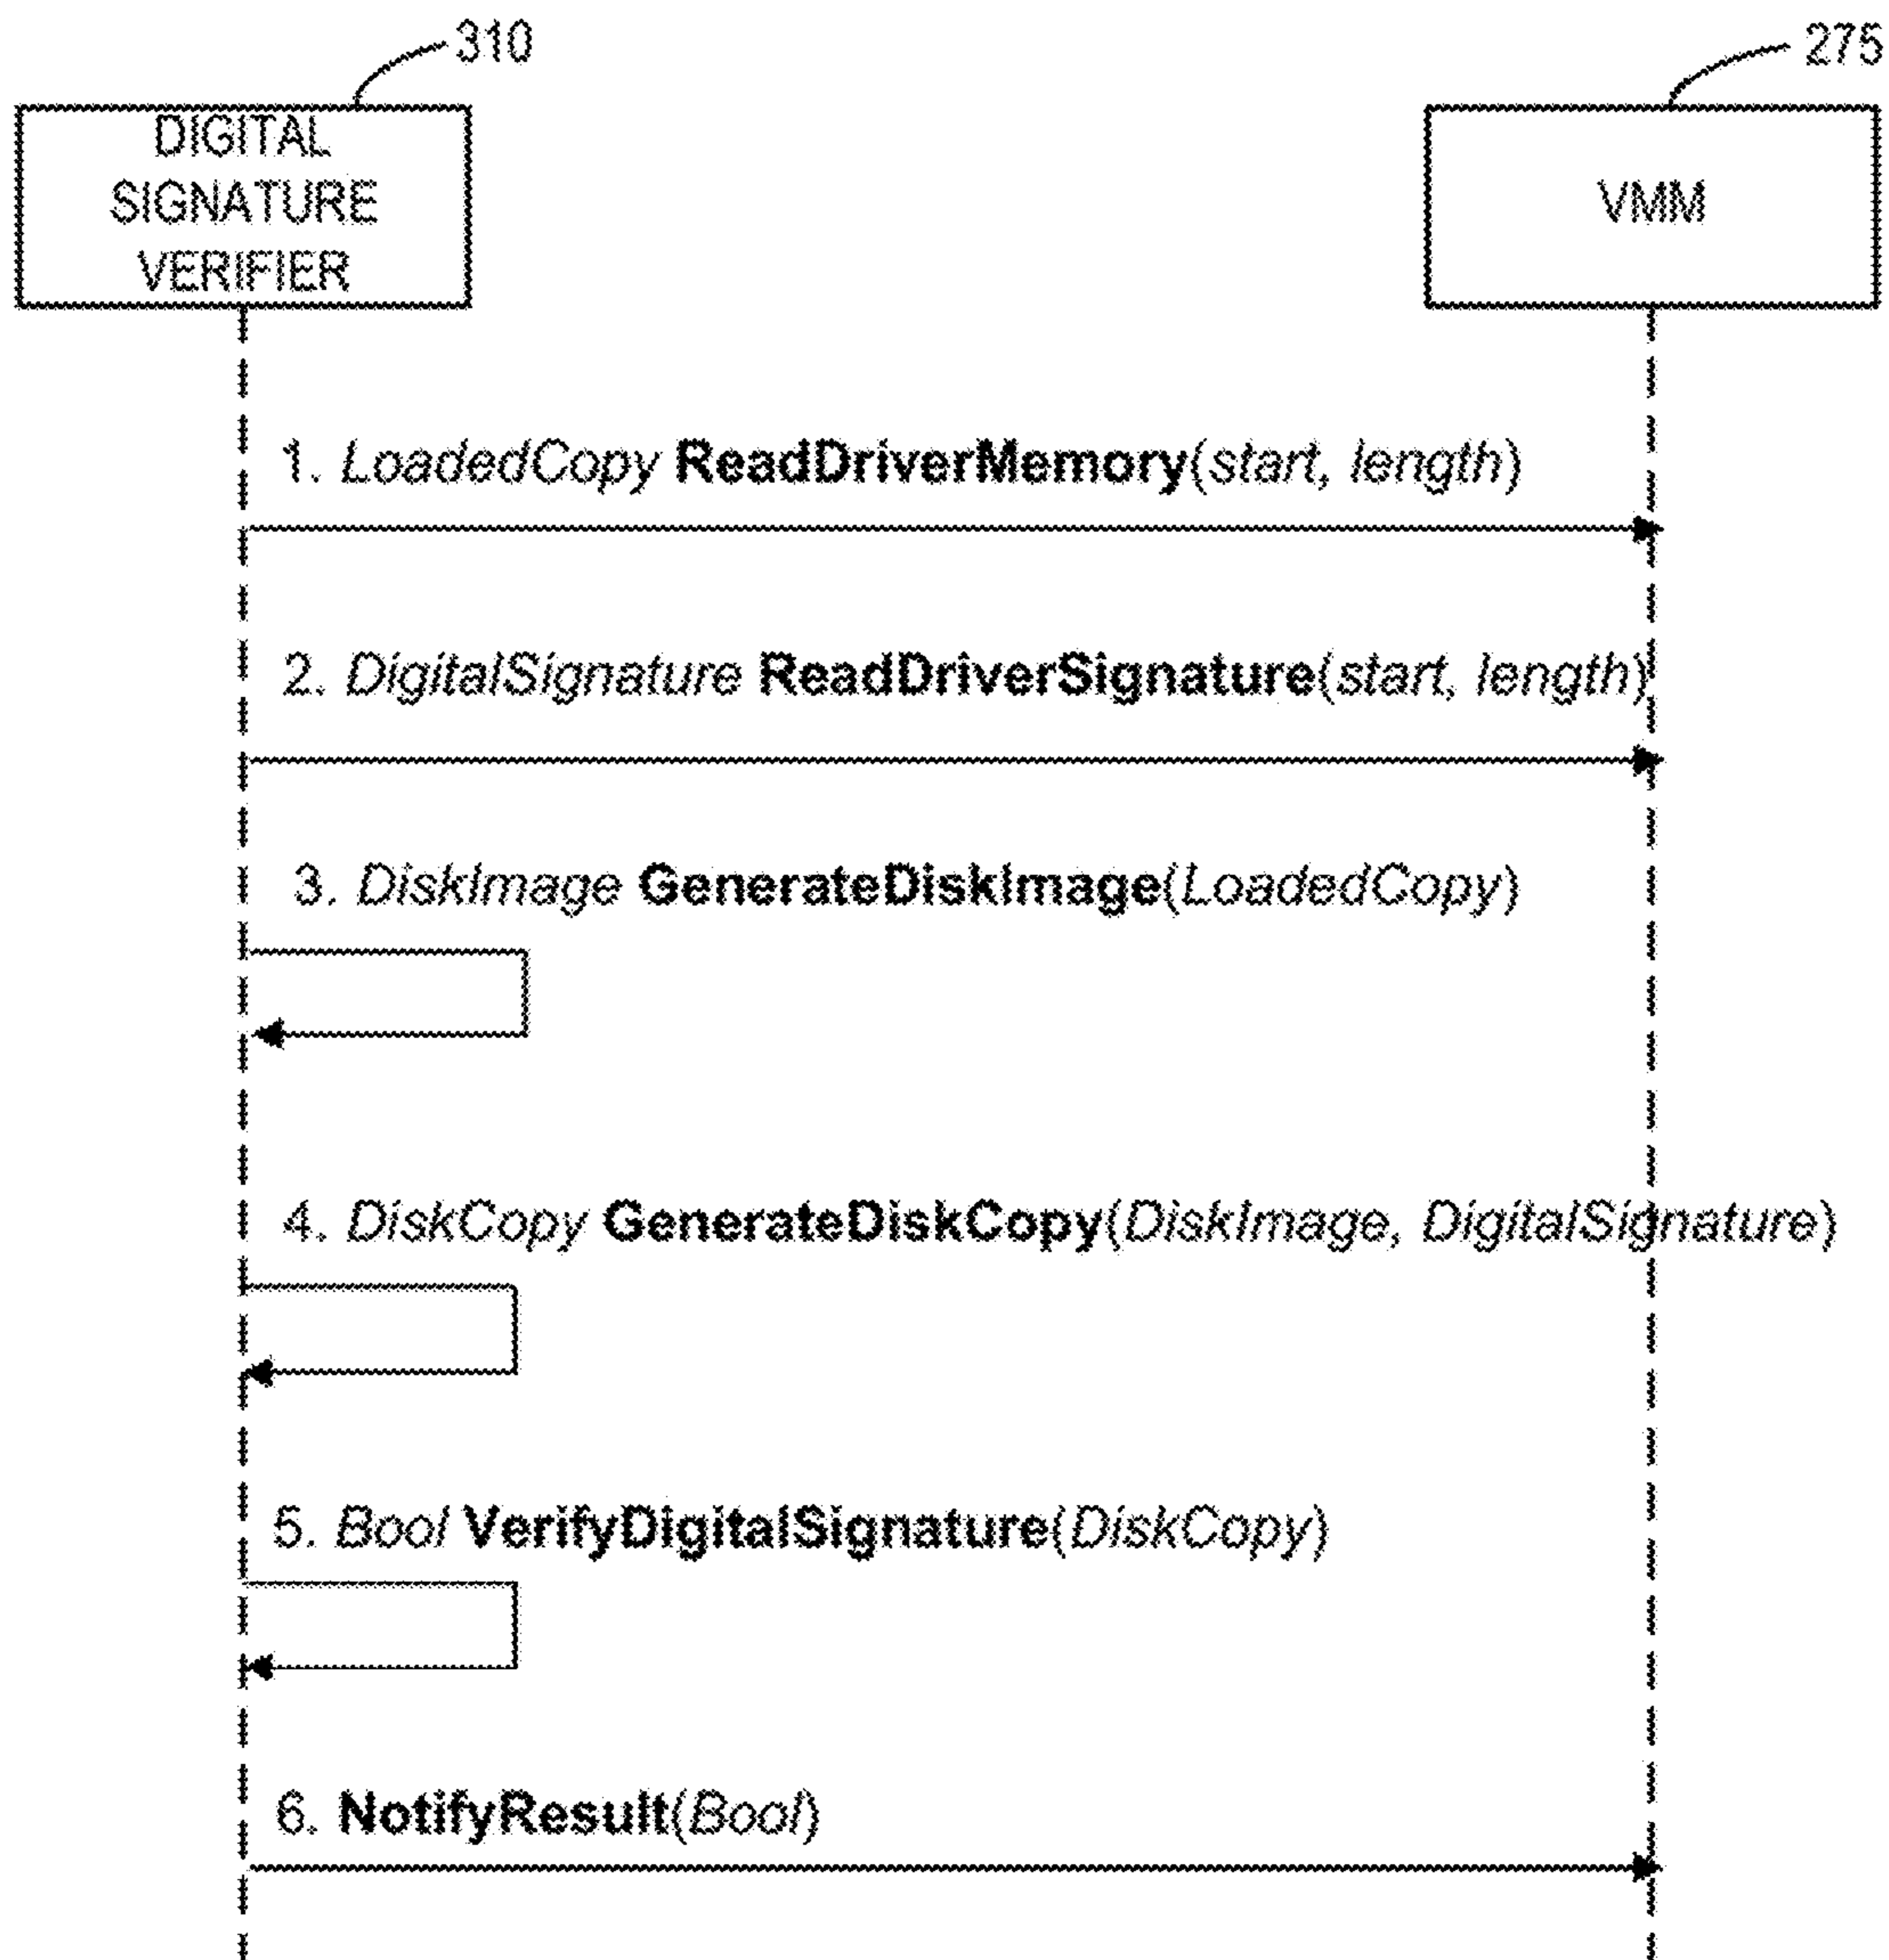 310
275
DIGITAL
SIGNATURE
VERIFIER
VMM
1. LoadedCopy ReadDriverMemory(start, length)
2. DigitalSignature ReadDriverSignature(start, length)
3. DiskImage GenerateDiskImage(LoadedCopy)
4. DiskCopy GenerateDiskCopy(DiskImage, DigitalSignature)
5. Bool VerifyDigitalSignature(DiskCopy)
6. NotifyResult(Bool)